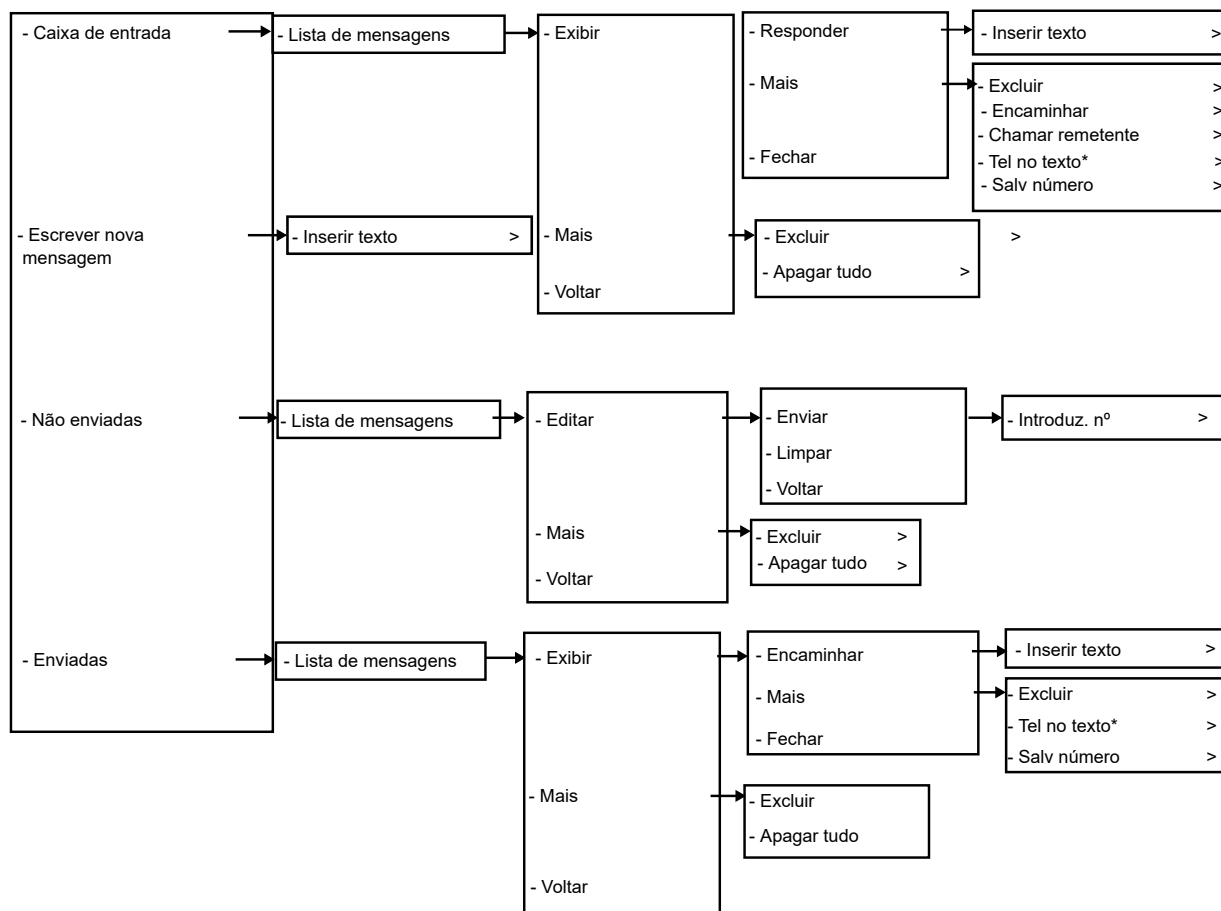 - Caixa de entrada
- Lista de mensagens
- Exibir
- Responder
- Inserir texto >
- Mais
- Excluir >
- Encaminhar >
- Chamar remetente >
- Tel no texto* >
- Salv número >
- Fechar
- Escrever nova
mensagem
- Inserir texto >
- Mais
- Excluir >
- Apagar tudo >
- Voltar
- Não enviadas
- Lista de mensagens
- Editar
- Enviar
- Introduz. nº >
- Limpar
- Voltar
- Mais
- Excluir >
- Apagar tudo >
- Voltar
- Enviadas
- Lista de mensagens
- Exibir
- Encaminhar
- Inserir texto >
- Mais
- Excluir >
- Tel no texto* >
- Salv número >
- Fechar
- Mais
- Excluir
- Apagar tudo
- Voltar